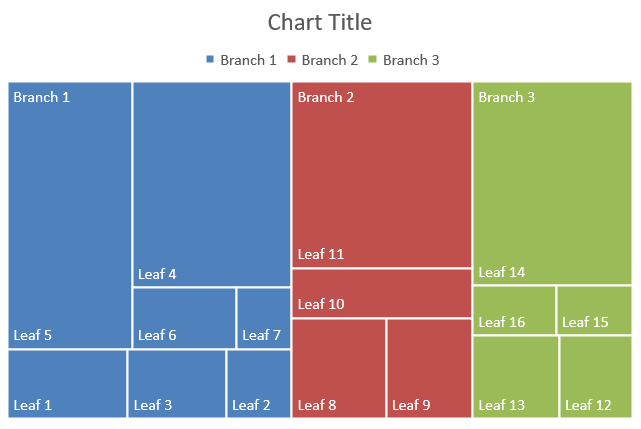 Chart Title
Branch 1 Branch 2 Branch 3
Branch 1
Leaf 5
Leaf 4
Leaf 6
Leaf 7
Leaf 1
Leaf 3
Leaf 2
Branch 2
Leaf 11
Leaf 10
Leaf 8
Leaf 9
Branch 3
Leaf 14
Leaf 16
Leaf 15
Leaf 13
Leaf 12